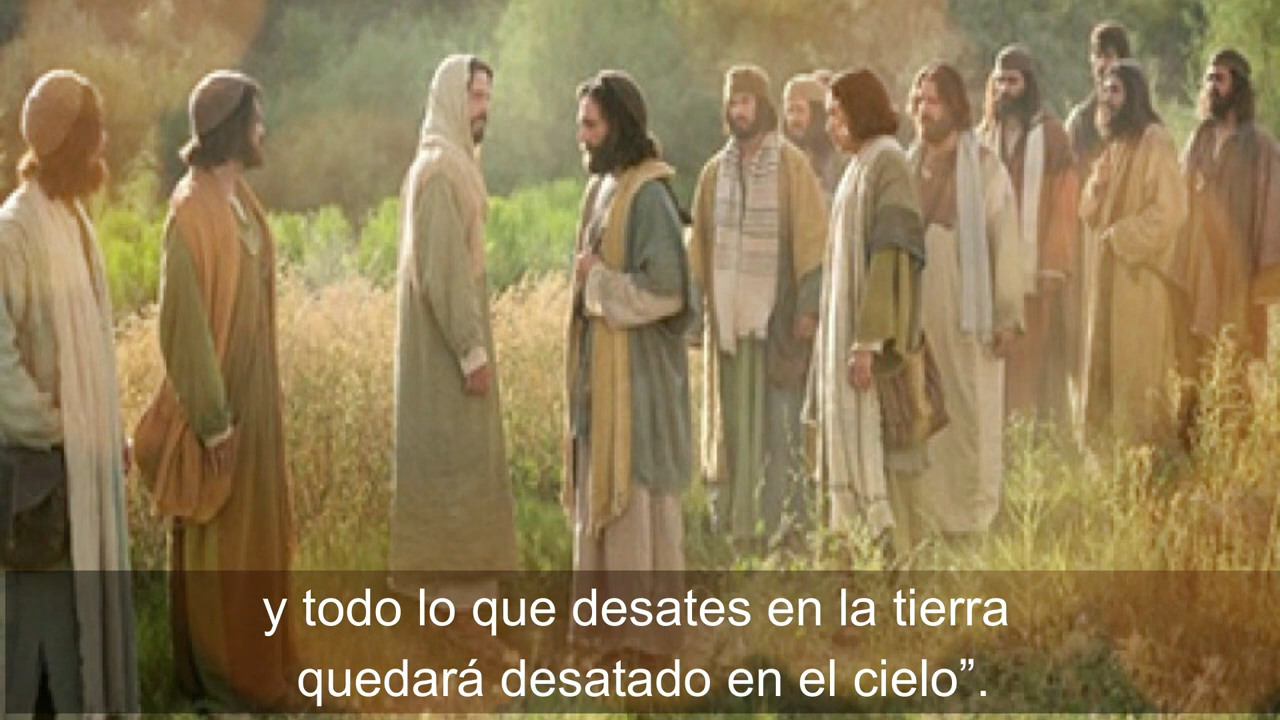 y todo lo que desates en la tierra
quedará desatado en el cielo”.